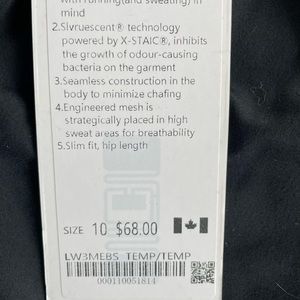 with running(and sweating) in
mind
2.Slvruescent® technology
powered by X-STAIC®, inhibits
the growth of odour-causing
bacteria on the garment
3.Seamless construction in the
body to minimize chafing
4.Engineered mesh is
strategically placed in high
sweat areas for breathability
5.Slim fit, hip length
SIZE 10 $68.00
LW3MEBS TEMP/TEMP
000110051814